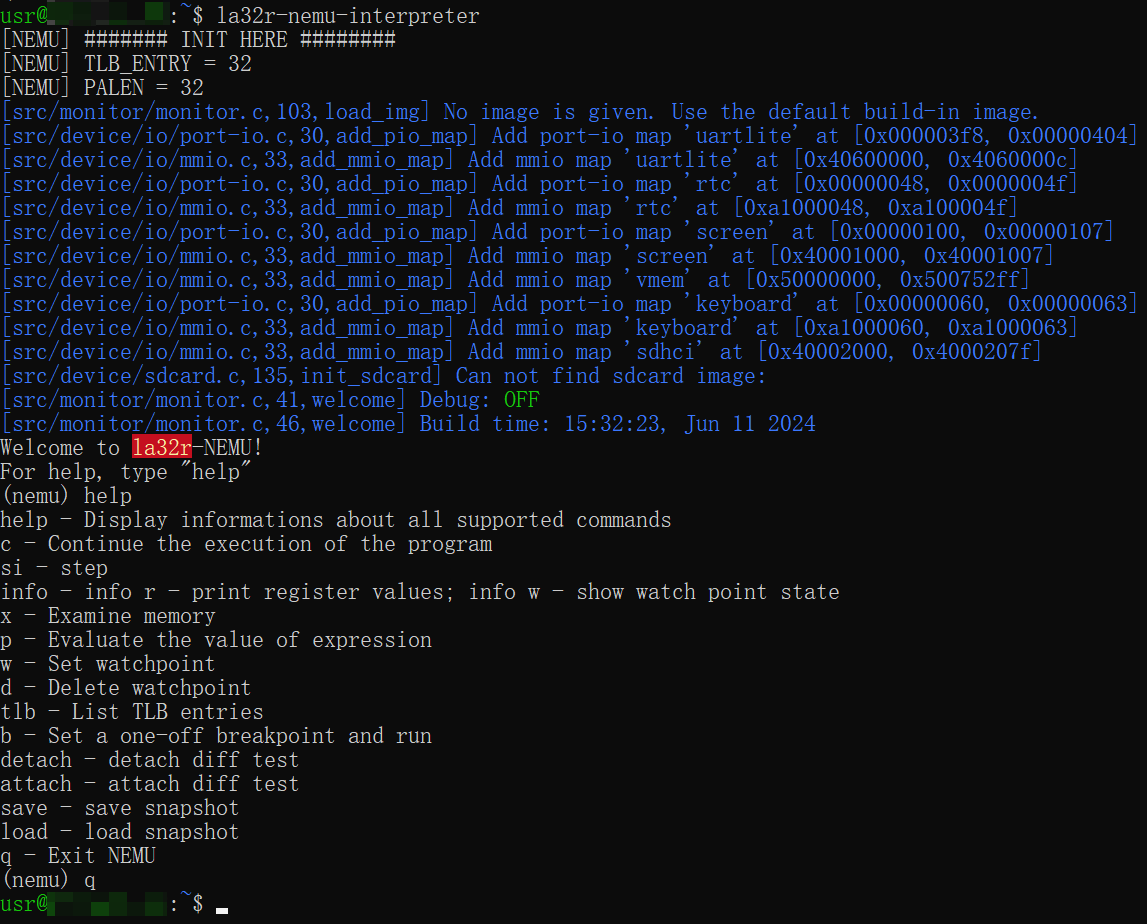 usr@ :~$ la32r-nemu-interpreter
[NEMU] ####### INIT HERE ########
[NEMU] TLB_ENTRY = 32
[NEMU] PALEN = 32
[src/monitor/monitor.c,103,load_img] No image is given. Use the default build-in image.
[src/device/io/port-io.c,30,add_pio_map] Add port-io map 'uartlite' at [0x000003f8, 0x00000404]
[src/device/io/mmio.c,33,add_mmio_map] Add mmio map 'uartlite' at [0x40600000, 0x4060000c]
[src/device/io/port-io.c,30,add_pio_map] Add port-io map 'rtc' at [0x00000048, 0x0000004f]
[src/device/io/mmio.c,33,add_mmio_map] Add mmio map 'rtc' at [0xa1000048, 0xa100004f]
[src/device/io/port-io.c,30,add_pio_map] Add port-io map 'screen' at [0x00000100, 0x00000107]
[src/device/io/mmio.c,33,add_mmio_map] Add mmio map 'screen' at [0x40001000, 0x40001007]
[src/device/io/mmio.c,33,add_mmio_map] Add mmio map 'vmem' at [0x50000000, 0x500752ff]
[src/device/io/port-io.c,30,add_pio_map] Add port-io map 'keyboard' at [0x00000060, 0x00000063]
[src/device/io/mmio.c,33,add_mmio_map] Add mmio map 'keyboard' at [0xa1000060, 0xa1000063]
[src/device/io/mmio.c,33,add_mmio_map] Add mmio map 'sdhci' at [0x40002000, 0x4000207f]
[src/device/sdcard.c,135,init_sdcard] Can not find sdcard image:
[src/monitor/monitor.c,41,welcome] Debug: OFF
[src/monitor/monitor.c,46,welcome] Build time: 15:32:23, Jun 11 2024
Welcome to la32r-NEMU!
For help, type "help"
(nemu) help
help - Display informations about all supported commands
c - Continue the execution of the program
si - step
info - info r - print register values; info w - show watch point state
x - Examine memory
p - Evaluate the value of expression
w - Set watchpoint
d - Delete watchpoint
tlb - List TLB entries
b - Set a one-off breakpoint and run
detach - detach diff test
attach - attach diff test
save - save snapshot
load - load snapshot
q - Exit NEMU
(nemu) q
usr@ :~$